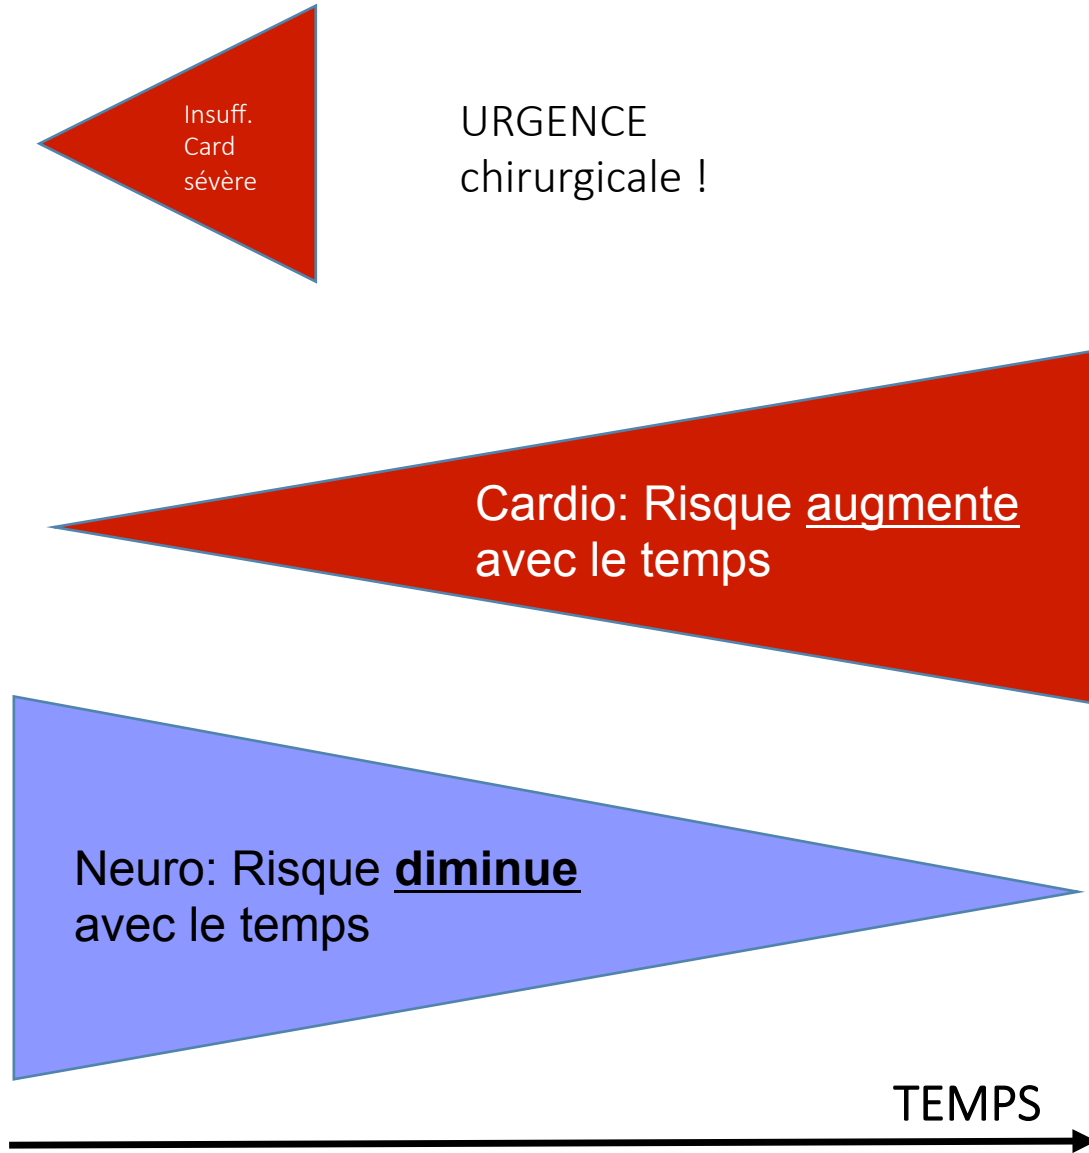 Insuff.
Card
sévère
URGENCE
chirurgicale !
Cardio: Risque augmente
avec le temps
Neuro: Risque diminue
avec le temps
TEMPS